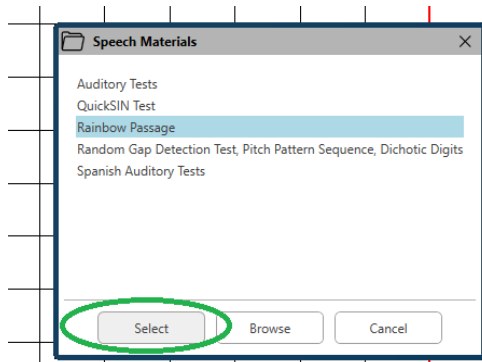 Speech Materials
Auditory Tests
QuickSIN Test
Rainbow Passage
Random Gap Detection Test, Pitch Pattern Sequence, Dichotic Digits
Spanish Auditory Tests
Select Browse Cancel